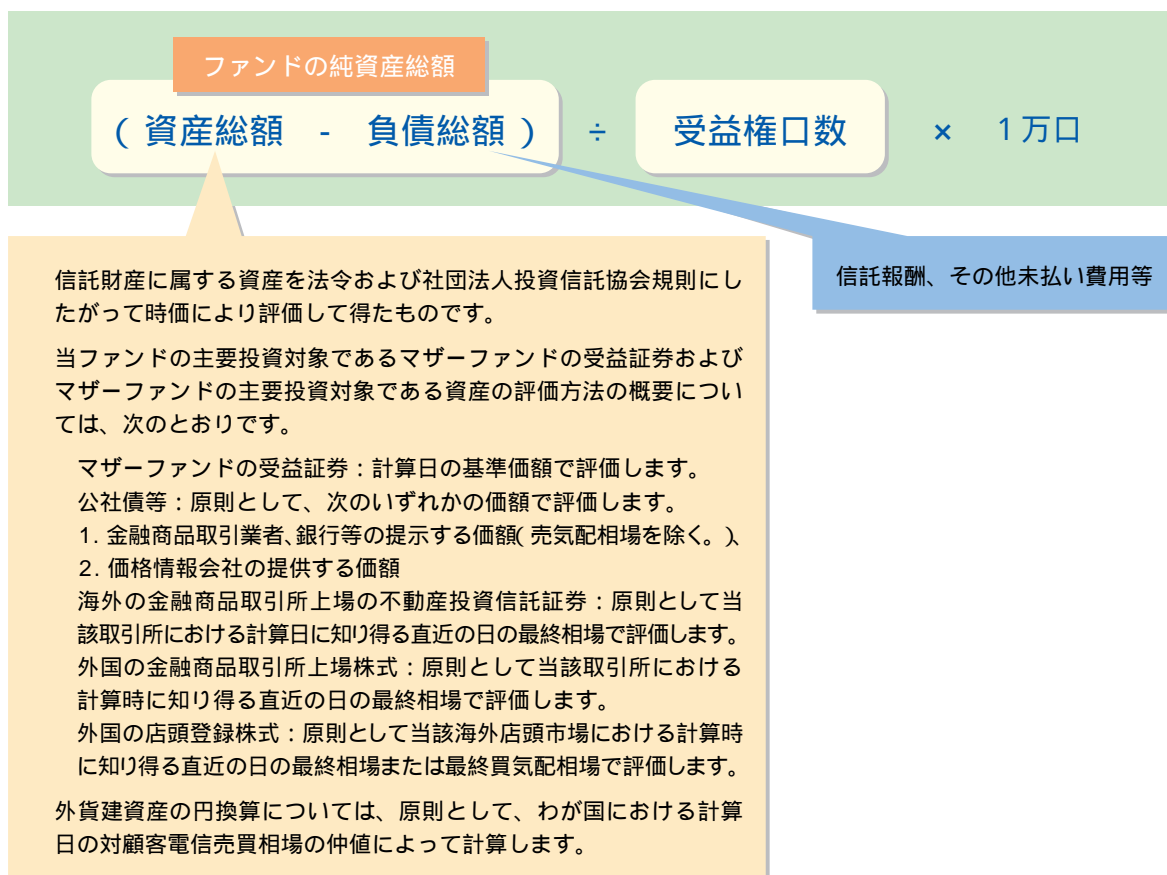 ファンドの純資産総額
( 資産総額 - 負債総額 ) ÷ 受益権口数 × 1万口
信託報酬、その他未払い費用等
信託財産に属する資産を法令および社団法人投資信託協会規則にし
たがって時価により評価して得たものです。
当ファンドの主要投資対象であるマザーファンドの受益証券および
マザーファンドの主要投資対象である資産の評価方法の概要につい
ては、次のとおりです。
マザーファンドの受益証券：計算日の基準価額で評価します。
公社債等：原則として、次のいずれかの価額で評価します。
1. 金融商品取引業者、銀行等の提示する価額（売気配相場を除く。）、
2. 価格情報会社の提供する価額
海外の金融商品取引所上場の不動産投資信託証券：原則として当
該取引所における計算日に知り得る直近の日の最終相場で評価します。
外国の金融商品取引所上場株式：原則として当該取引所における
計算時に知り得る直近の日の最終相場で評価します。
外国の店頭登録株式：原則として当該海外店頭市場における計算時
に知り得る直近の日の最終相場または最終買気配相場で評価します。
外貨建資産の円換算については、原則として、わが国における計算
日の対顧客電信売買相場の仲値によって計算します。